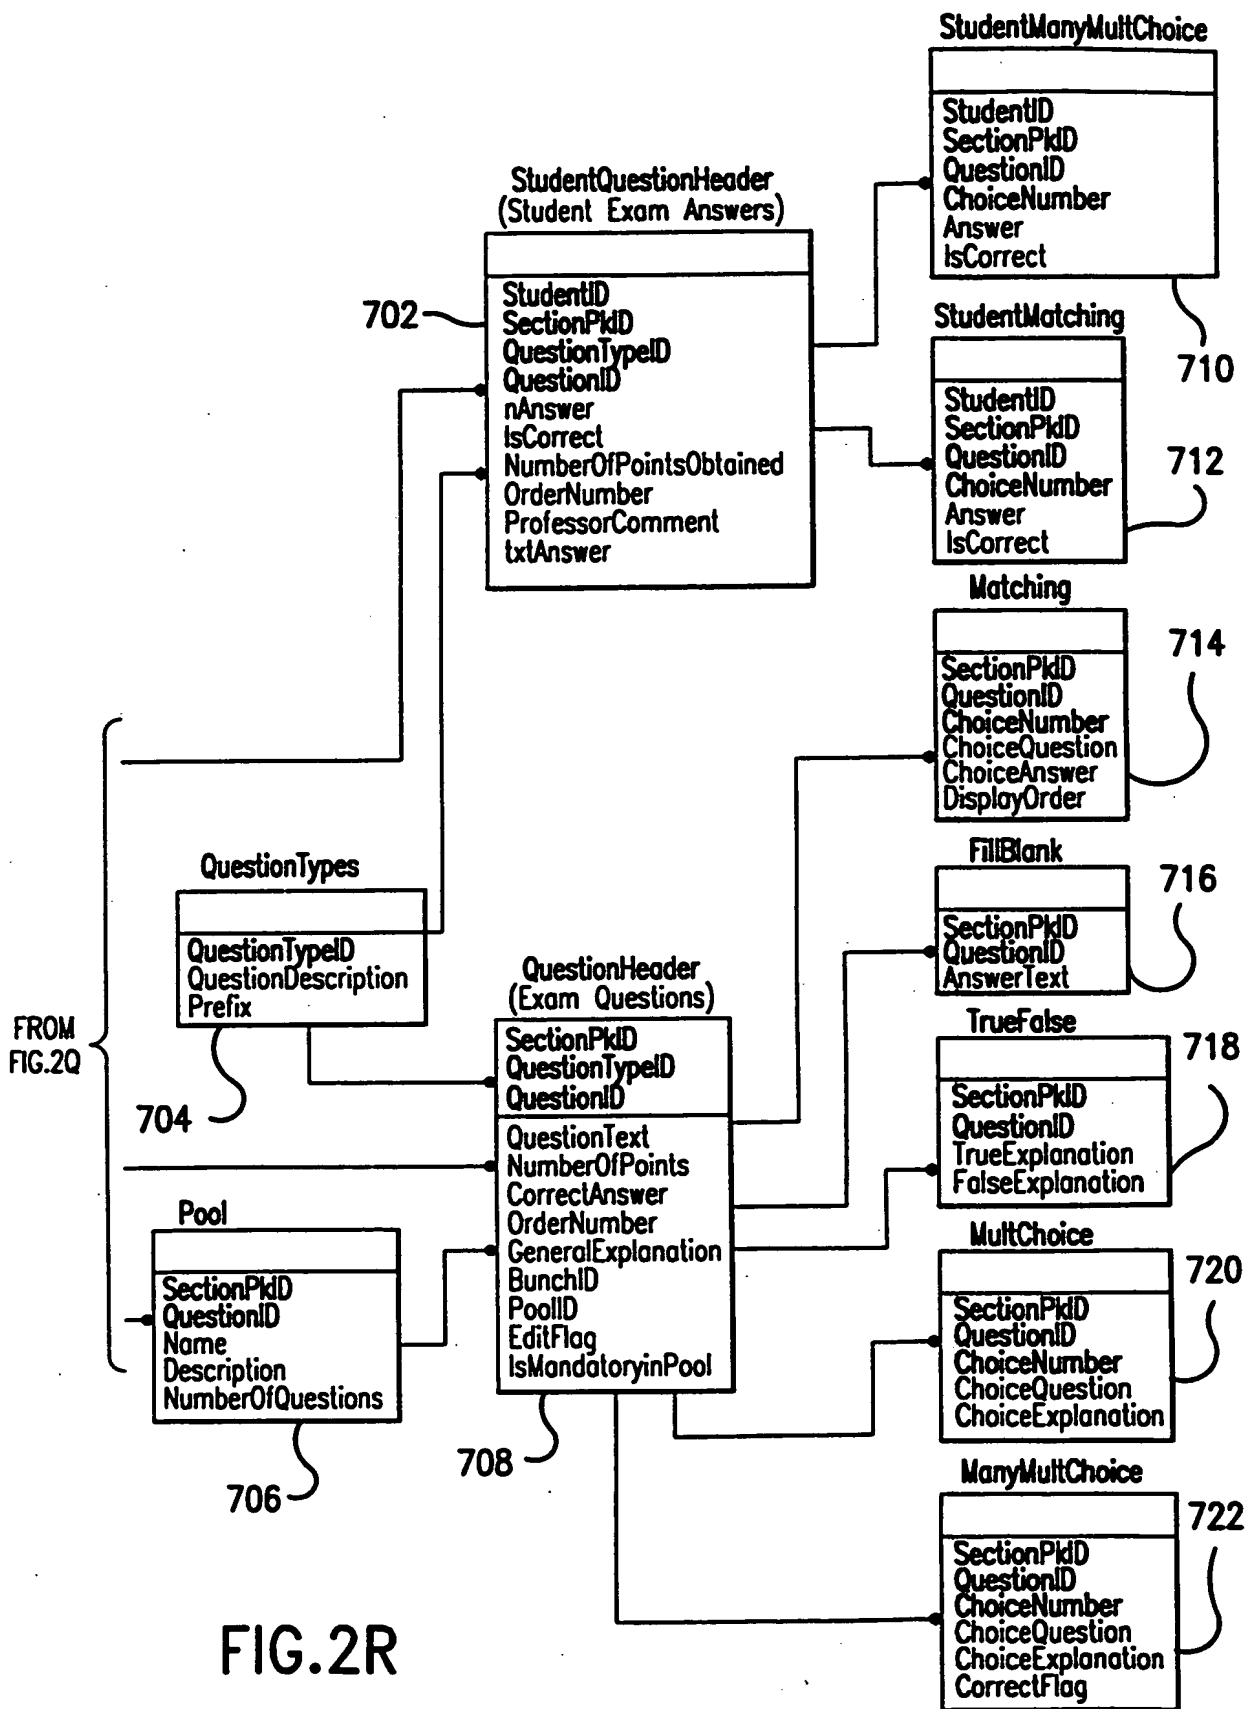 StudentManyMultChoice
StudentID
SectionPkID
QuestionID
ChoiceNumber
Answer
IsCorrect
710
StudentQuestionHeader
(Student Exam Answers)
702
StudentID
SectionPkID
QuestionTypeID
QuestionID
nAnswer
IsCorrect
NumberOfPointsObtained
OrderNumber
ProfessorComment
txtAnswer
StudentMatching
StudentID
SectionPkID
QuestionID
ChoiceNumber
Answer
IsCorrect
712
Matching
SectionPkID
QuestionID
ChoiceNumber
ChoiceQuestion
ChoiceAnswer
DisplayOrder
714
QuestionTypes
QuestionTypeID
QuestionDescription
Prefix
704
FROM
FIG.2Q
FillBlank
SectionPkID
QuestionID
AnswerText
716
QuestionHeader
(Exam Questions)
SectionPkID
QuestionTypeID
QuestionID
QuestionText
NumberOfPoints
CorrectAnswer
OrderNumber
GeneralExplanation
BunchID
PoolID
EditFlag
IsMandatoryinPool
708
TrueFalse
SectionPkID
QuestionID
TrueExplanation
FalseExplanation
718
Pool
SectionPkID
QuestionID
Name
Description
NumberOfQuestions
706
MultChoice
SectionPkID
QuestionID
ChoiceNumber
ChoiceQuestion
ChoiceExplanation
720
ManyMultChoice
SectionPkID
QuestionID
ChoiceNumber
ChoiceQuestion
ChoiceExplanation
CorrectFlag
722
FIG.2R